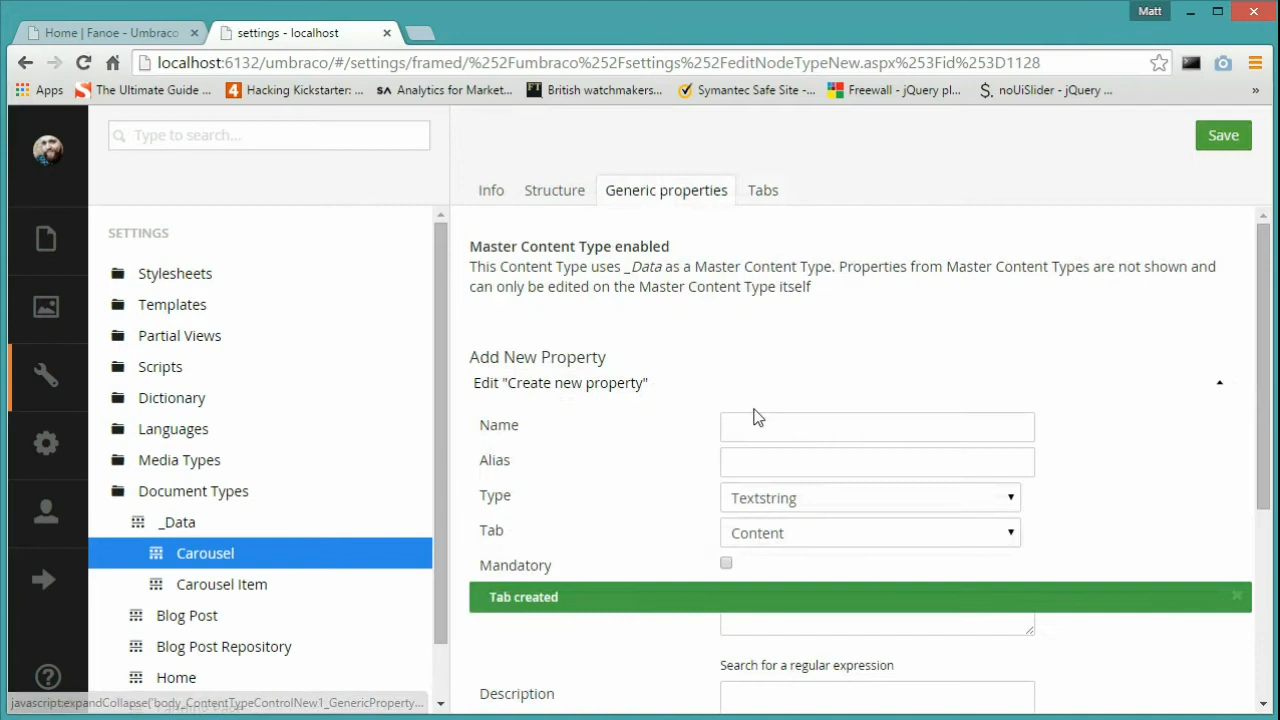 Matt
Home | Fanoe - Umbraco
settings - localhost
localhost:6132/umbraco/#/settings/framed/%252Fumbraco%252Fsettings%252FeditNodeTypeNew.aspx%253Fid%253D1128
Apps
The Ultimate Guide ...
Hacking Kickstarter: ...
Analytics for Market...
British watchmakers...
Symantec Safe Site -...
Freewall - jQuery pl...
noUiSlider - jQuery ...
Type to search...
Save
Info
Structure
Generic properties
Tabs
SETTINGS
Stylesheets
Templates
Partial Views
Scripts
Dictionary
Languages
Media Types
Document Types
_Data
Carousel
Carousel Item
Blog Post
Blog Post Repository
Home
Master Content Type enabled
This Content Type uses _Data as a Master Content Type. Properties from Master Content Types are not shown and
can only be edited on the Master Content Type itself
Add New Property
Edit "Create new property"
Name
Alias
Type
Textstring
Tab
Content
Mandatory
Tab created
Search for a regular expression
Description
javascript:expandCollapse('body_ContentTypeControlNew1_GenericProperty...